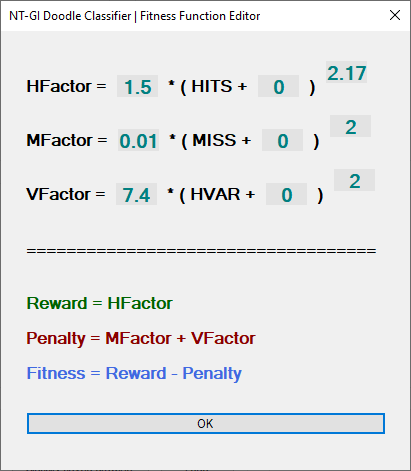 NT-GI Doodle Classifier | Fitness Function Editor
HFactor = 1.5 * ( HITS + 0 ) 2.17
MFactor = 0.01 * ( MISS + 0 ) 2
VFactor = 7.4 * ( HVAR + 0 ) 2
===================================
Reward = HFactor
Penalty = MFactor + VFactor
Fitness = Reward - Penalty
OK